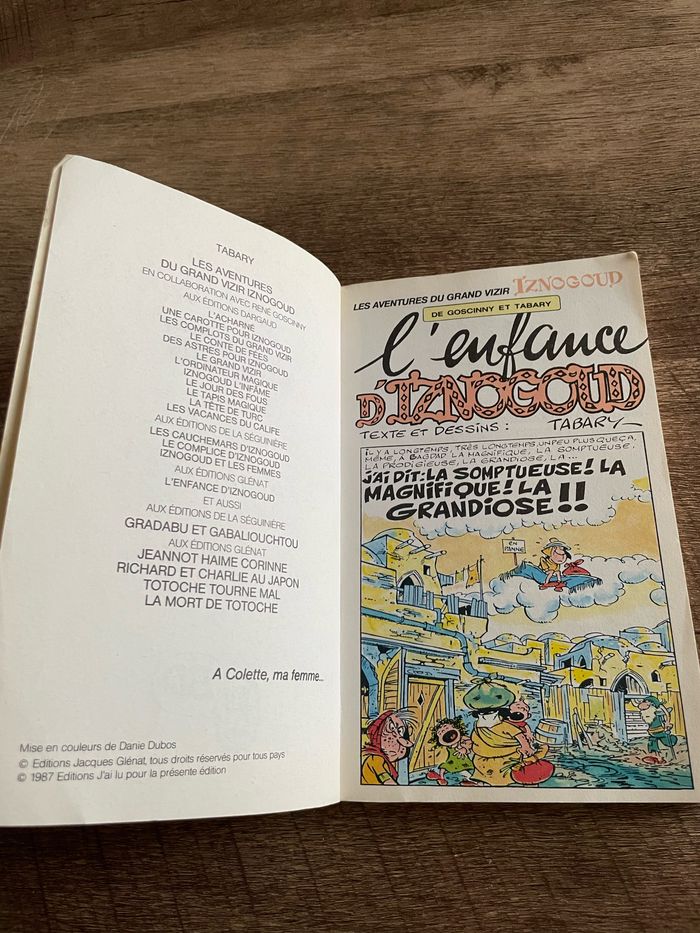 TABARY
LES AVENTURES
DU GRAND VIZIR IZNOGOUD
EN COLLABORATION AVEC RENÉ GOSCINNY
AUX ÉDITIONS DARGAUD
L'ACHARNÉ
UNE CAROTTE POUR IZNOGOUD
LES COMPLOTS DU GRAND VIZIR
LE CONTE DE FÉES
DES ASTRES POUR IZNOGOUD
LE GRAND VIZIR
L'ORDINATEUR MAGIQUE
IZNOGOUD L'INFÂME
LE JOUR DES FOUS
LE TAPIS MAGIQUE
LA TÊTE DE TURC
LES VACANCES DU CALIFE
AUX ÉDITIONS DE LA SÉGUINIÈRE
LES CAUCHEMARS D'IZNOGOUD
LE COMPLICE D'IZNOGOUD
IZNOGOUD ET LES FEMMES
AUX ÉDITIONS GLÉNAT
L'ENFANCE D'IZNOGOUD
ET AUSSI
AUX ÉDITIONS DE LA SÉGUINIÈRE
GRADABU ET GABALIOUCHTOU
AUX ÉDITIONS GLÉNAT
JEANNOT HAIME CORINNE
RICHARD ET CHARLIE AU JAPON
TOTOCHE TOURNE MAL
LA MORT DE TOTOCHE
A Colette, ma femme...
Mise en couleurs de Danie Dubos
© Editions Jacques Glénat, tous droits réservés pour tous pays
© 1987 Editions J'ai lu pour la présente édition
LES AVENTURES DU GRAND VIZIR IZNOGOUD
DE GOSCINNY ET TABARY
l'enfance
D'IZNOGOUD
TEXTE ET DESSINS : TABARY
IL Y A LONGTEMPS, TRÈS LONGTEMPS, UN PEU PLUS QUE ÇA,
MÊME, A BAGDAD LA MAGNIFIQUE, LA SOMPTUEUSE,
LA PRODIGIEUSE, LA GRANDIOSE, LA...
J'AI DIT: LA SOMPTUEUSE! LA
MAGNIFIQUE! LA
GRANDIOSE!!
EN
PANNE